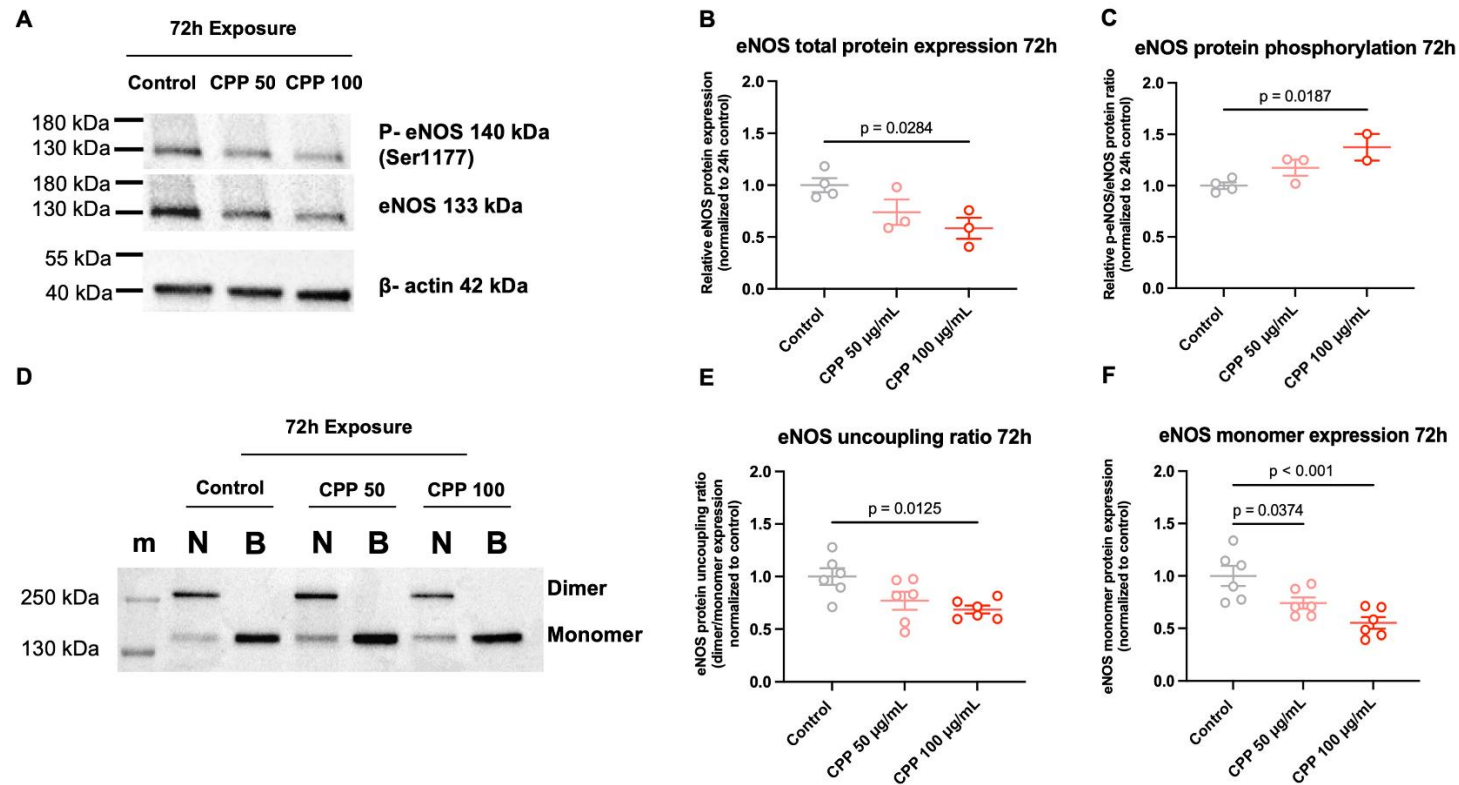 A
72h Exposure
Control CPP 50 CPP 100
180 kDa
130 kDa
P- eNOS 140 kDa
(Ser1177)
180 kDa
130 kDa
eNOS 133 kDa
55 kDa
40 kDa
β- actin 42 kDa
B
eNOS total protein expression 72h
Relative eNOS protein expression
(normalized to 24h control)
2.0
1.5
1.0
0.5
0.0
p = 0.0284
Control
CPP 50 µg/mL
CPP 100 µg/mL
C
eNOS protein phosphorylation 72h
Relative p-eNOS/eNOS protein ratio
(normalized to 24h control)
2.0
1.5
1.0
0.5
0.0
p = 0.0187
Control
CPP 50 µg/mL
CPP 100 µg/mL
D
72h Exposure
Control CPP 50 CPP 100
m N B N B N B
250 kDa
130 kDa
Dimer
Monomer
E
eNOS uncoupling ratio 72h
eNOS protein uncoupling ratio
(dimer/monomer expression
normalized to control)
2.0
1.5
1.0
0.5
0.0
p = 0.0125
Control
CPP 50 µg/mL
CPP 100 µg/mL
F
eNOS monomer expression 72h
eNOS monomer protein expression
(normalized to control)
2.0
1.5
1.0
0.5
0.0
p < 0.001
p = 0.0374
Control
CPP 50 µg/mL
CPP 100 µg/mL